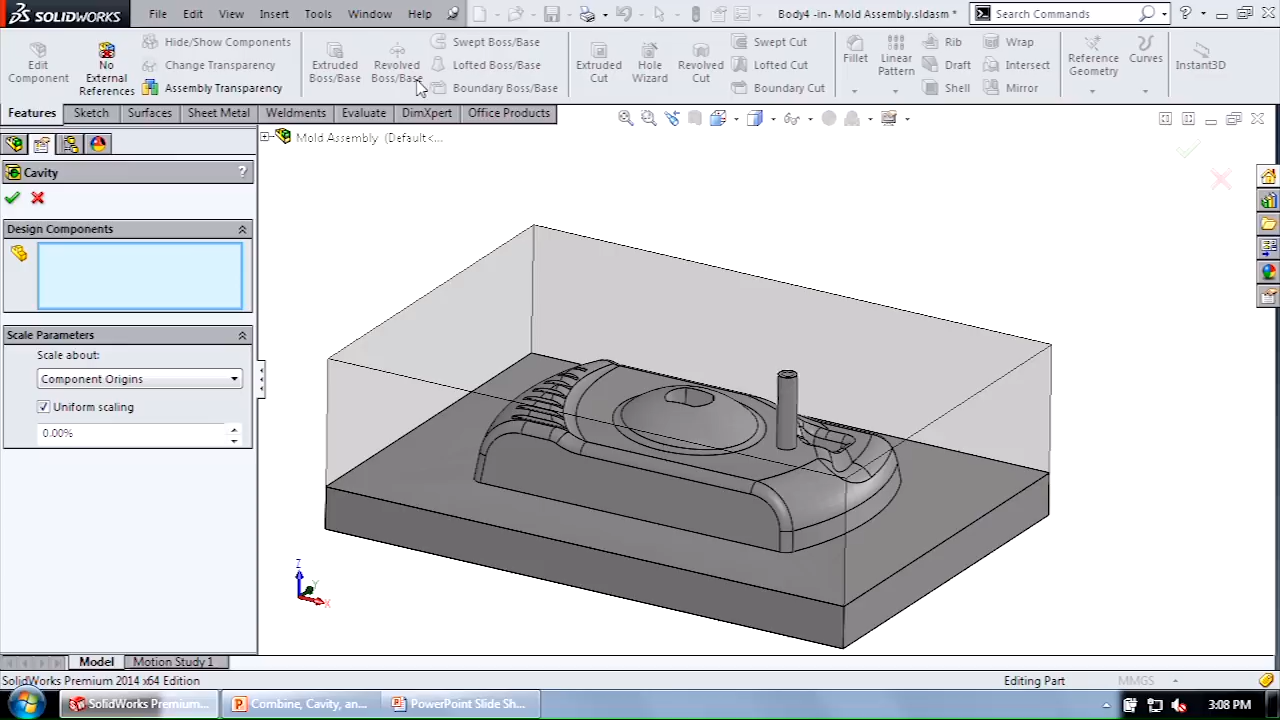 SOLIDWORKS File Edit View Insert Tools Window Help Body4 -in- Mold Assembly.sldasm * Search Commands ?
Edit Component
No External References
Hide/Show Components
Change Transparency
Assembly Transparency
Extruded Boss/Base
Revolved Boss/Base
Swept Boss/Base
Lofted Boss/Base
Boundary Boss/Base
Extruded Cut
Hole Wizard
Revolved Cut
Swept Cut
Lofted Cut
Boundary Cut
Fillet
Linear Pattern
Rib
Draft
Shell
Wrap
Intersect
Mirror
Reference Geometry
Curves
Instant3D
Features Sketch Surfaces Sheet Metal Weldments Evaluate DimXpert Office Products
Mold Assembly (Default<...
Cavity ?
Design Components
Scale Parameters
Scale about:
Component Origins
Uniform scaling
0.00%
Z
Y
X
Model Motion Study 1
SolidWorks Premium 2014 x64 Edition Editing Part MMGS
SolidWorks Premium... Combine, Cavity, an... PowerPoint Slide Sh... 3:08 PM